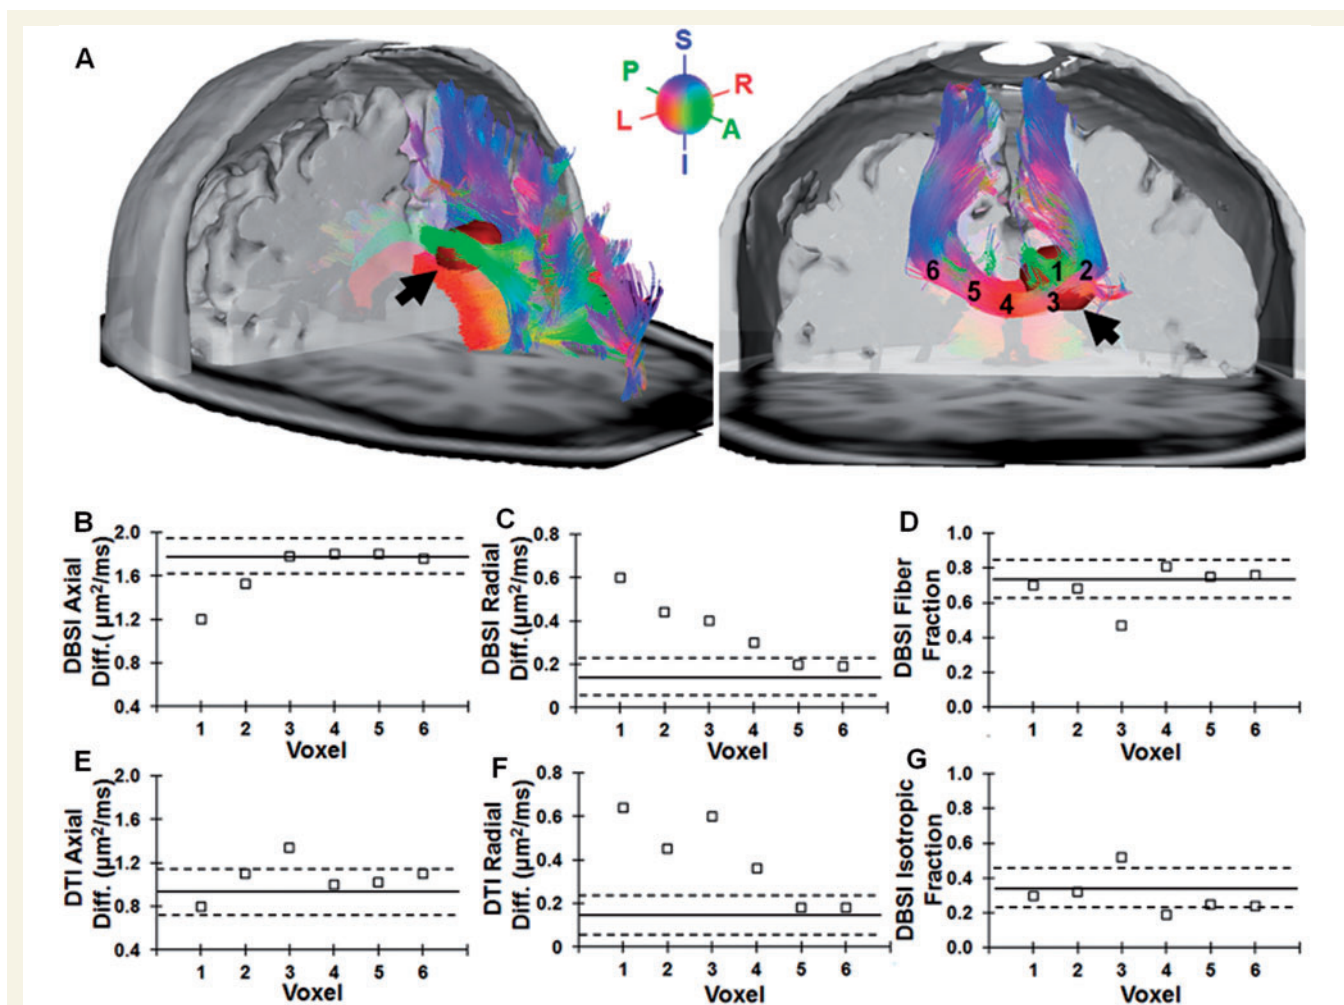 A
S
P
R
L
A
I
6
5
4
3
1
2
B
DBSI Axial
Diff.( µm²/ms)
2.0
1.6
1.2
0.8
0.4
1 2 3 4 5 6
Voxel
C
DBSI Radial
Diff.(µm²/ms)
0.8
0.6
0.4
0.2
0
1 2 3 4 5 6
Voxel
D
DBSI Fiber
Fraction
1.0
0.8
0.6
0.4
0.2
0.0
1 2 3 4 5 6
Voxel
E
DTI Axial
Diff. (µm²/ms)
2.0
1.6
1.2
0.8
0.4
1 2 3 4 5 6
Voxel
F
DTI Radial
Diff. (µm²/ms)
0.8
0.6
0.4
0.2
0
1 2 3 4 5 6
Voxel
G
DBSI Isotropic
Fraction
1.0
0.8
0.6
0.4
0.2
0.0
1 2 3 4 5 6
Voxel